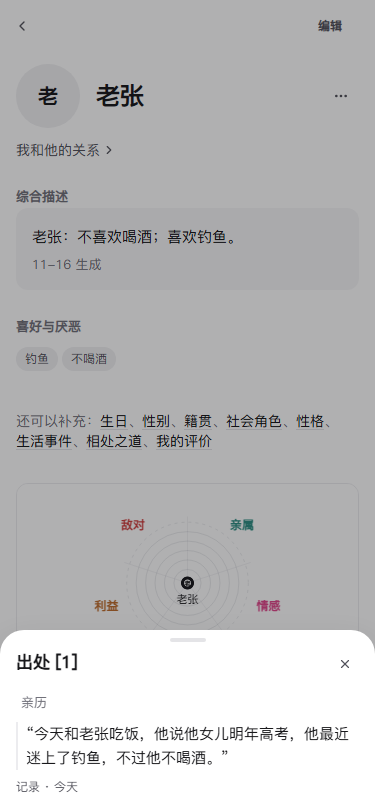 编辑
老
老张
我和他的关系
综合描述
老张：不喜欢喝酒；喜欢钓鱼。
11-16 生成
喜好与厌恶
钓鱼 不喝酒
还可以补充：生日、性别、籍贯、社会角色、性格、
生活事件、相处之道、我的评价
敌对 亲属
老张
利益 情感
出处 [1]
亲历
“今天和老张吃饭，他说他女儿明年高考，他最近
迷上了钓鱼，不过他不喝酒。”
记录 · 今天